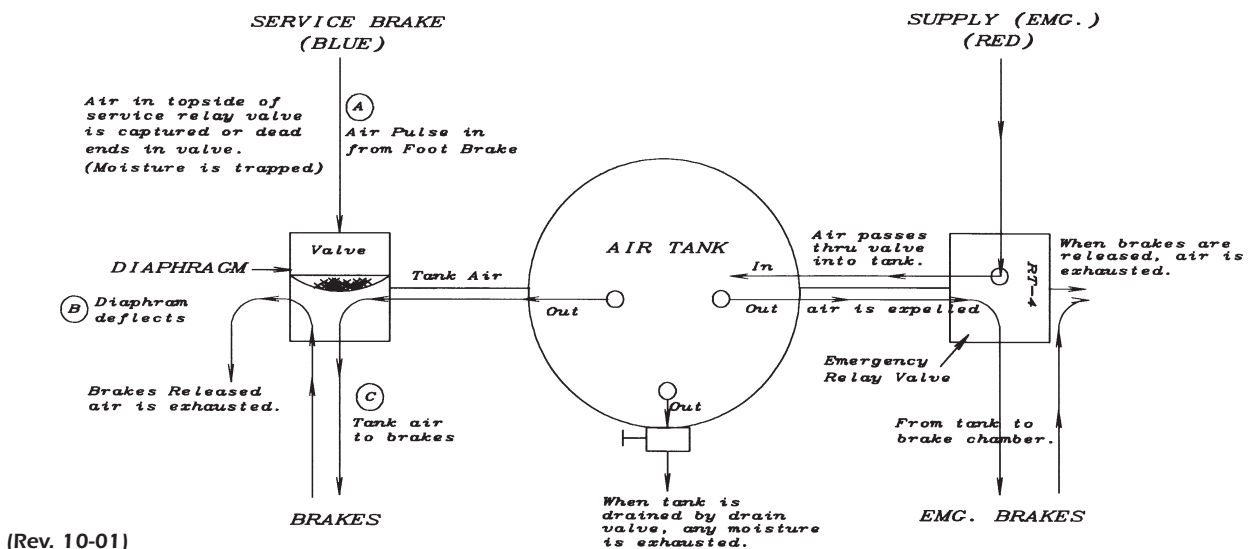 SERVICE BRAKE
(BLUE)
SUPPLY (EMG.)
(RED)
Air in topside of
service relay valve
is captured or dead
ends in valve.
(Moisture is trapped)
A
Air Pulse in
from Foot Brake
Valve
DIAPHRAGM
B
Diaphram
deflects
Tank Air
Out
AIR TANK
In
Air passes
thru valve
into tank.
Out
air is expelled
RT-4
When brakes are
released, air is
exhausted.
Emergency
Relay Valve
Brakes Released
air is exhausted.
C
Tank air
to brakes
Out
From tank to
brake chamber.
BRAKES
When tank is
drained by drain
valve, any moisture
is exhausted.
EMG. BRAKES
(Rev. 10-01)